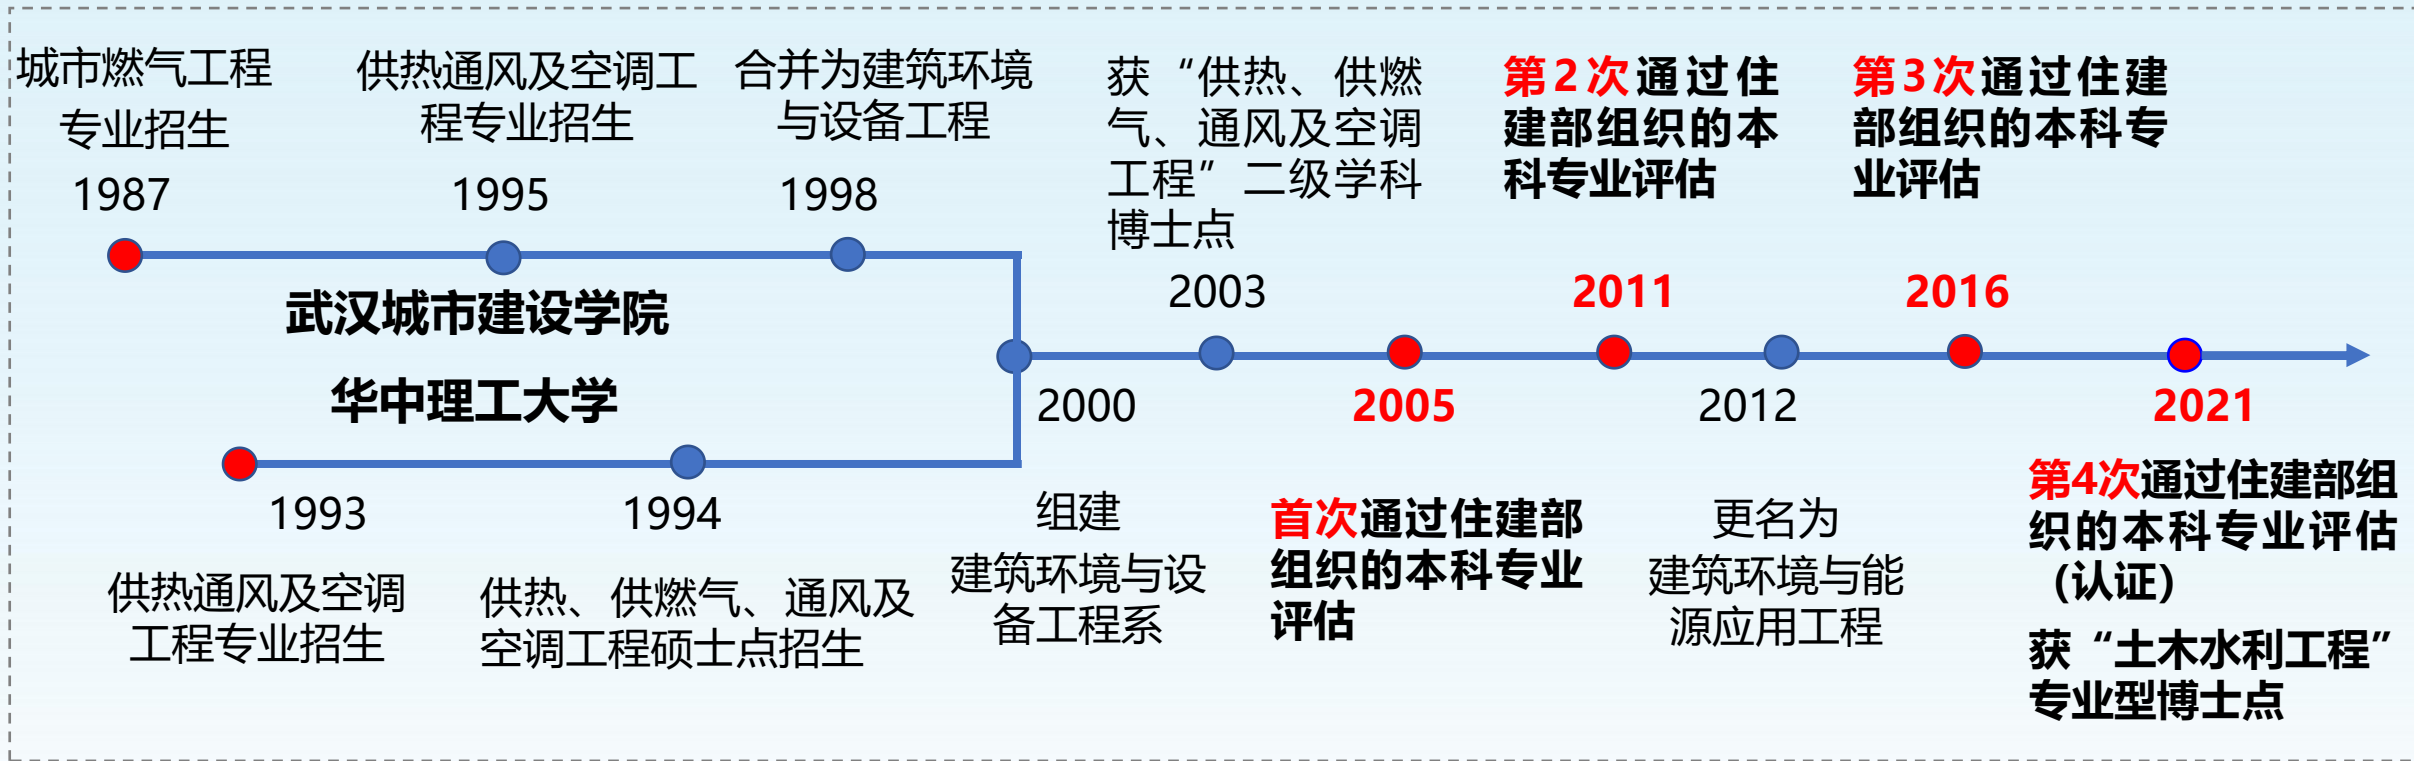 城市燃气工程
专业招生
1987
供热通风及空调工
程专业招生
1995
合并为建筑环境
与设备工程
1998
武汉城市建设学院
华中理工大学
1993
供热通风及空调
工程专业招生
1994
供热、供燃气、通风及
空调工程硕士点招生
2000
组建
建筑环境与设
备工程系
获“供热、供燃
气、通风及空调
工程”二级学科
博士点
2003
2005
首次通过住建部
组织的本科专业
评估
第2次通过住
建部组织的本
科专业评估
2011
2012
更名为
建筑环境与能
源应用工程
第3次通过住建
部组织的本科专
业评估
2016
2021
第4次通过住建部组
织的本科专业评估
（认证）
获“土木水利工程”
专业型博士点